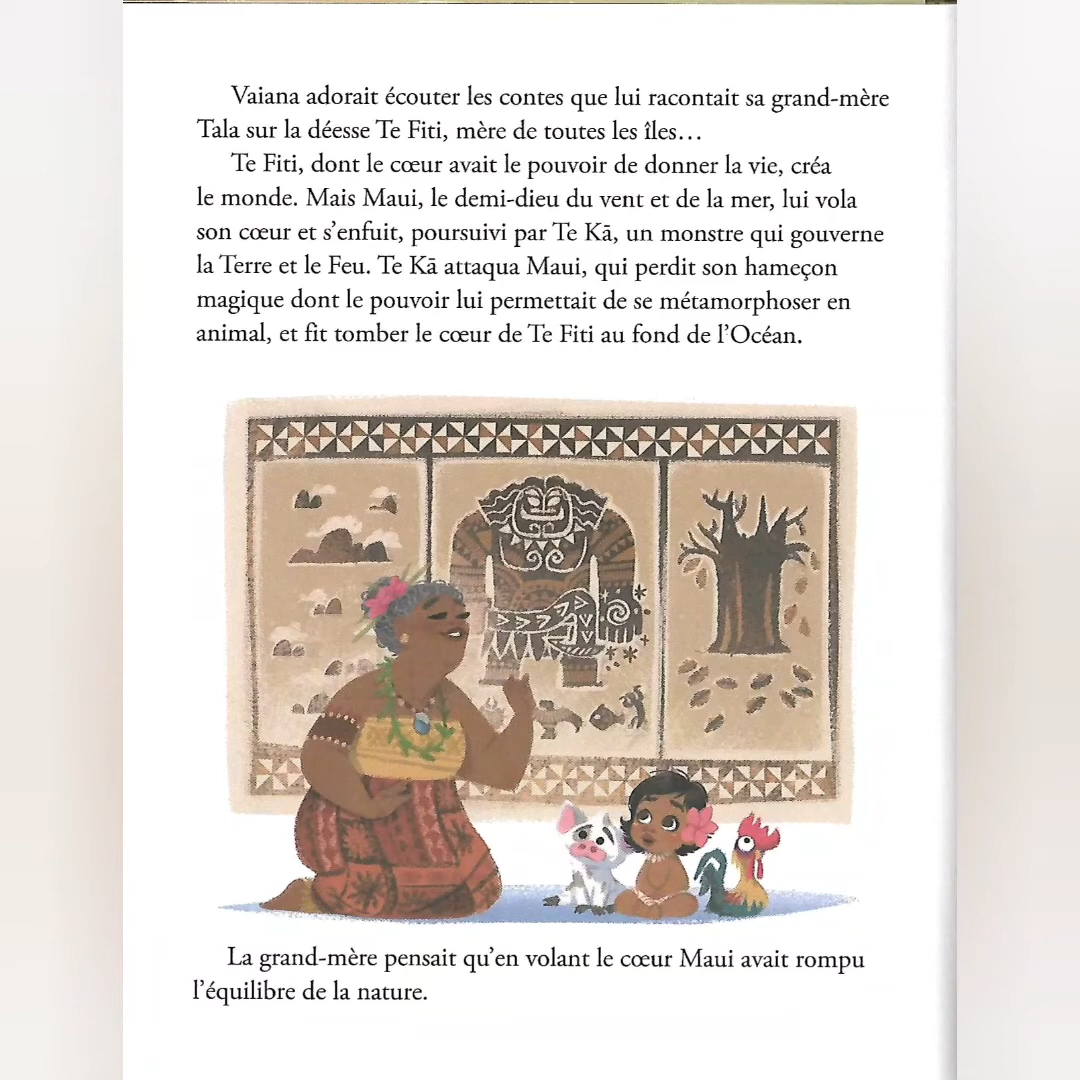 Vaiana adorait écouter les contes que lui racontait sa grand-mère
Tala sur la déesse Te Fiti, mère de toutes les îles…
Te Fiti, dont le cœur avait le pouvoir de donner la vie, créa
le monde. Mais Maui, le demi-dieu du vent et de la mer, lui vola
son cœur et s’enfuit, poursuivi par Te Kā, un monstre qui gouverne
la Terre et le Feu. Te Kā attaqua Maui, qui perdit son hameçon
magique dont le pouvoir lui permettait de se métamorphoser en
animal, et fit tomber le cœur de Te Fiti au fond de l’Océan.
La grand-mère pensait qu’en volant le cœur Maui avait rompu
l’équilibre de la nature.